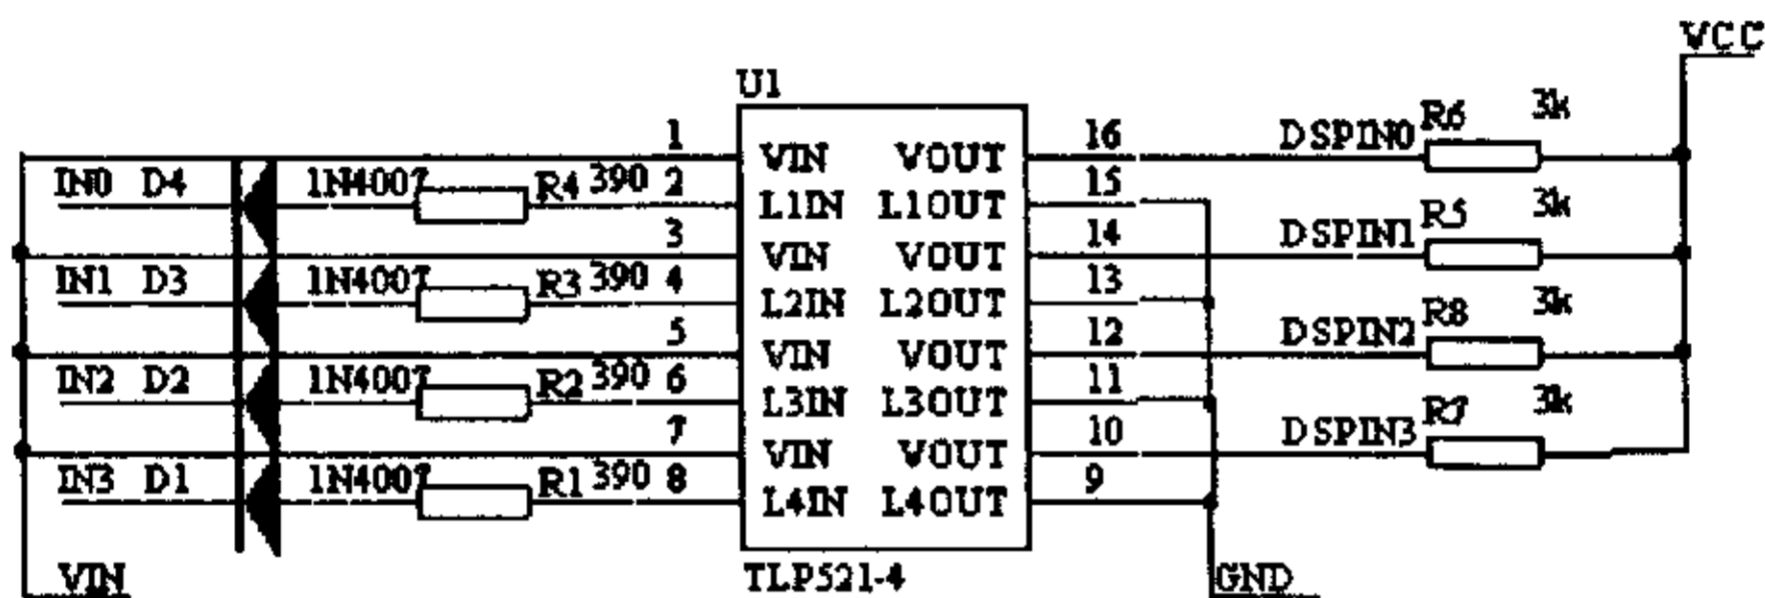 VCC
U1
1 VIN VOUT 16 DSPIN0 R6 3k
IN0 D4 1N4007 R4 390 2 L1IN L1OUT 15
3 VIN VOUT 14 DSPIN1 R5 3k
IN1 D3 1N4007 R3 390 4 L2IN L2OUT 13
5 VIN VOUT 12 DSPIN2 R8 3k
IN2 D2 1N4007 R2 390 6 L3IN L3OUT 11
7 VIN VOUT 10 DSPIN3 R7 3k
IN3 D1 1N4007 R1 390 8 L4IN L4OUT 9
VIN TLP521-4 GND